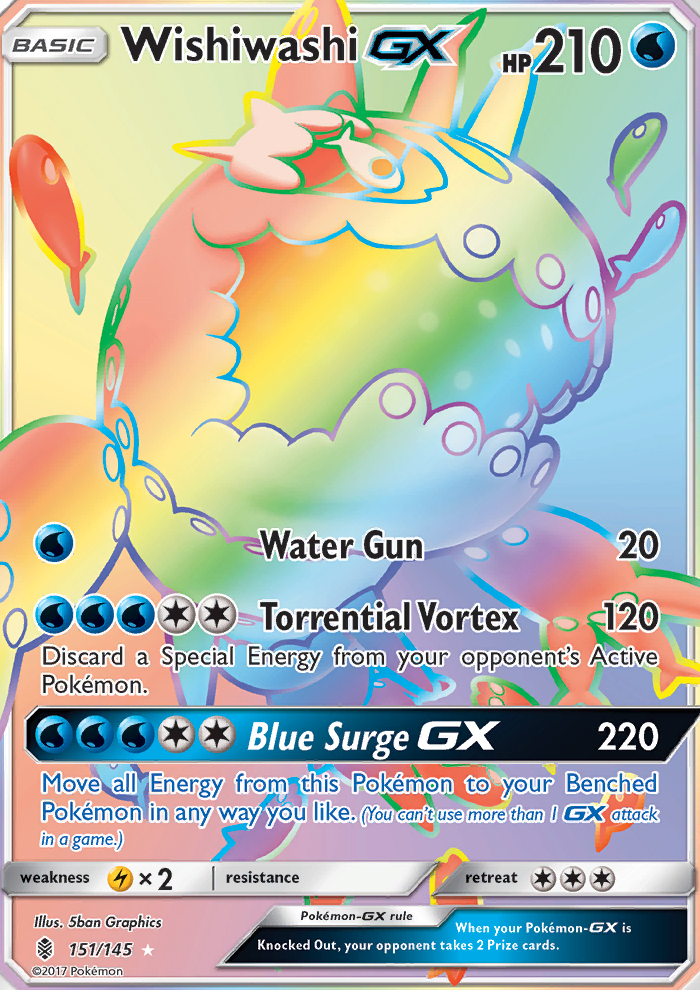 BASIC Wishiwashi GX HP210
Water Gun 20
Torrential Vortex 120
Discard a Special Energy from your opponent's Active
Pokémon.
Blue Surge GX 220
Move all Energy from this Pokémon to your Benched
Pokémon in any way you like. (You can't use more than 1 GX attack
in a game.)
weakness ×2 resistance retreat
Illus. 5ban Graphics
151/145
©2017 Pokémon
Pokémon-GX rule
When your Pokémon-GX is
Knocked Out, your opponent takes 2 Prize cards.